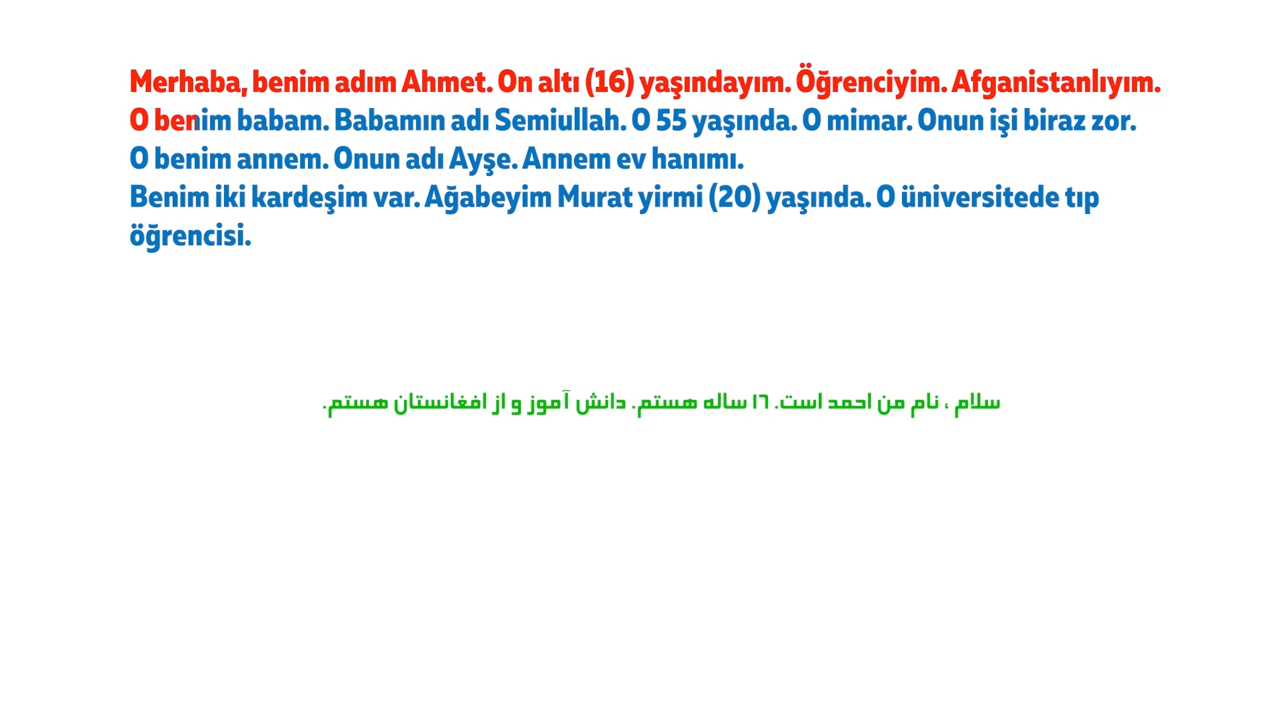 Merhaba, benim adım Ahmet. On altı (16) yaşındayım. Öğrenciyim. Afganistanlıyım.
O benim babam. Babamın adı Semiullah. O 55 yaşında. O mimar. Onun işi biraz zor.
O benim annem. Onun adı Ayşe. Annem ev hanımı.
Benim iki kardeşim var. Ağabeyim Murat yirmi (20) yaşında. O üniversitede tıp
öğrencisi.
سلام ، نام من احمد است. ۱۶ ساله هستم. دانش آموز و از افغانستان هستم.